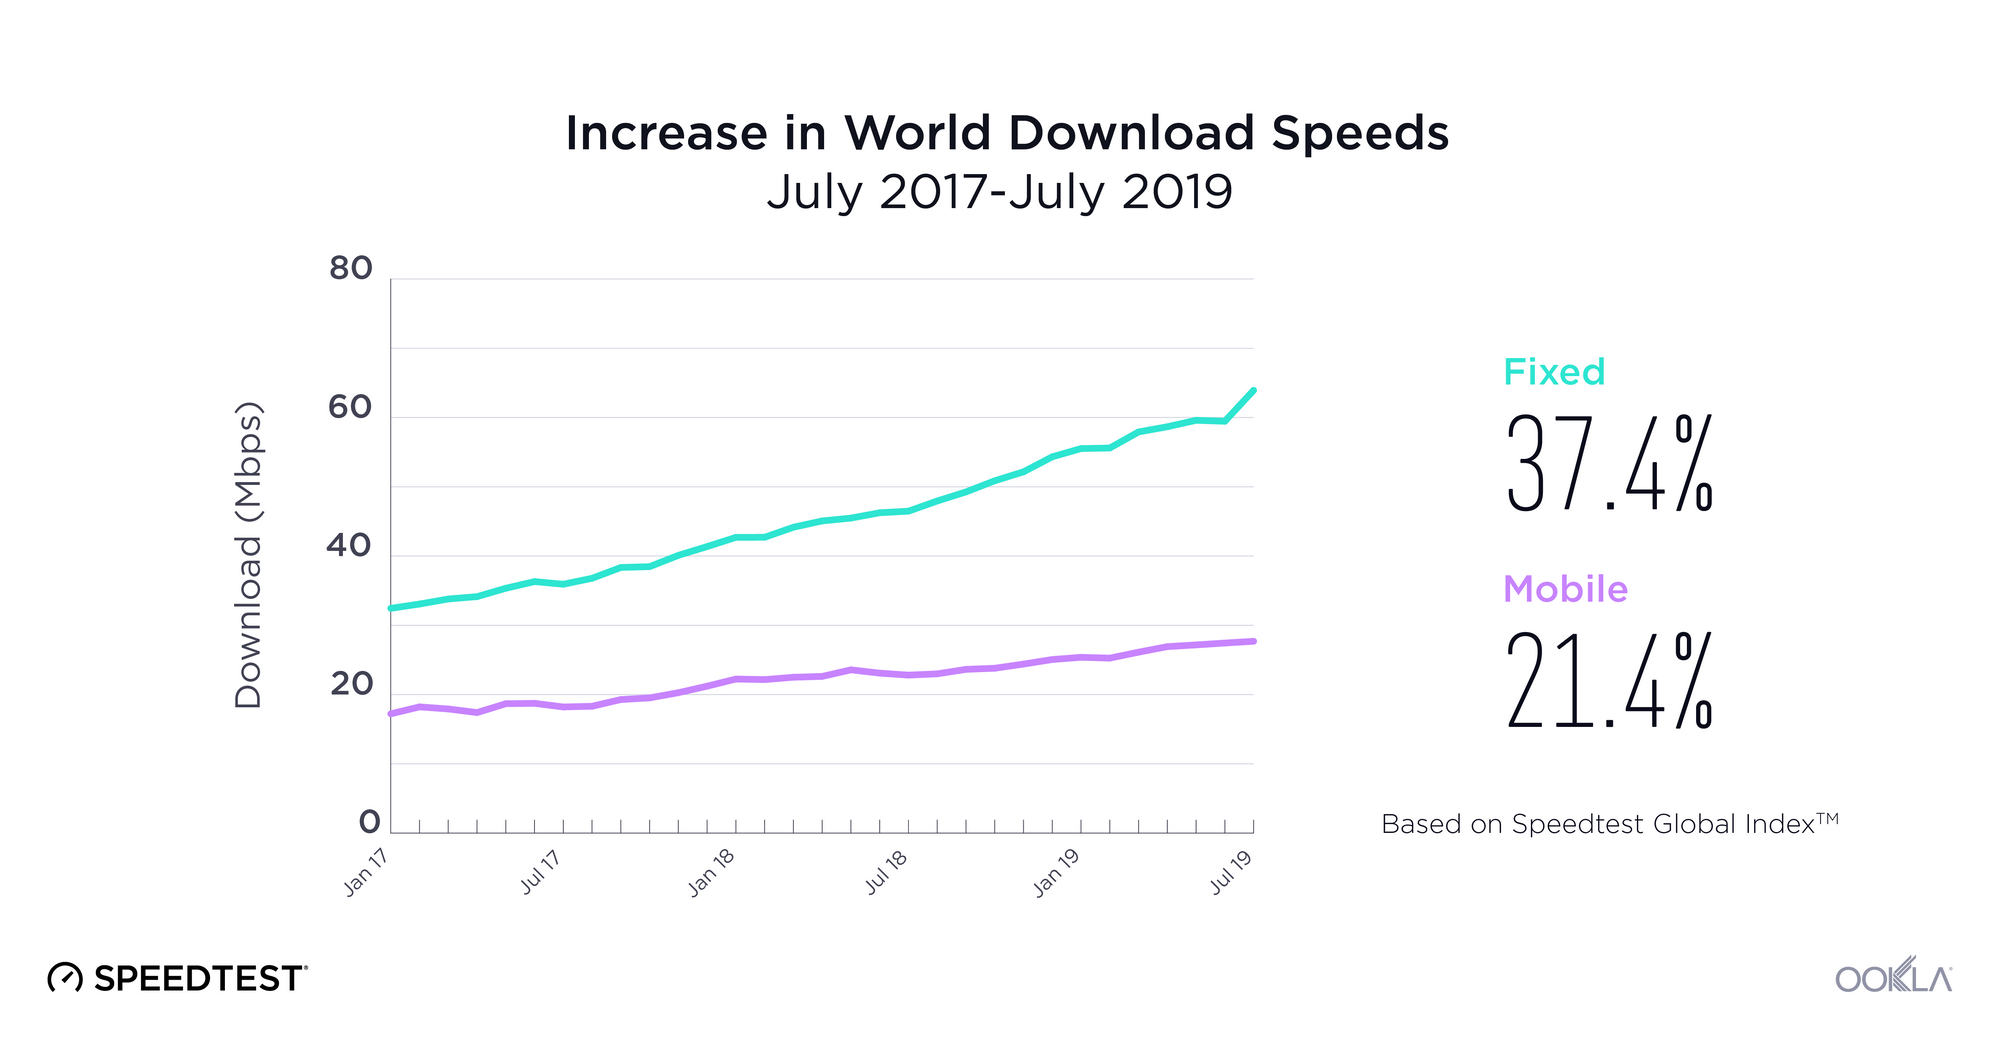 Increase in World Download Speeds
July 2017-July 2019
Download (Mbps)
80
60
40
20
0
Jan 17
Jul 17
Jan 18
Jul 18
Jan 19
Jul 19
Fixed
37.4%
Mobile
21.4%
Based on Speedtest Global Index™
SPEEDTEST®
OOKLA®